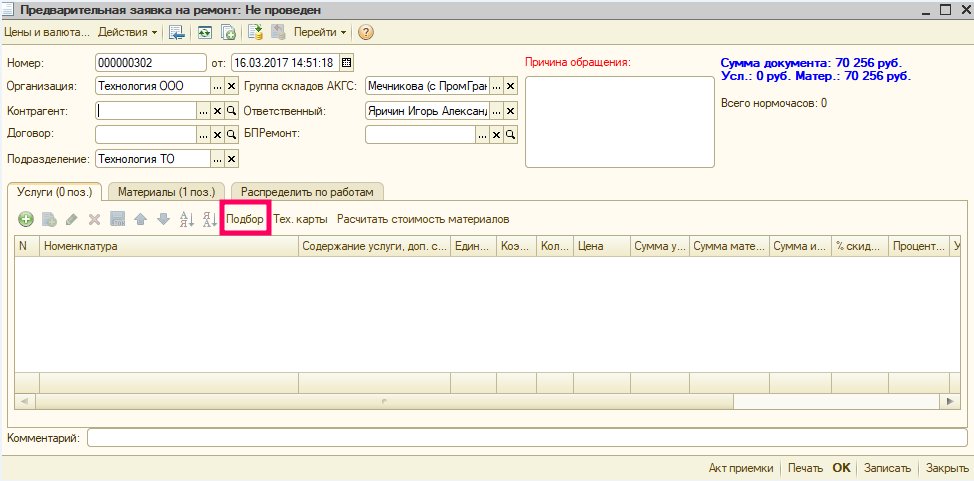 Предварительная заявка на ремонт: Не проведен
Цены и валюта... Действия Перейти ?
Номер: 000000302 от: 16.03.2017 14:51:18
Организация: Технология ООО ... x Группа складов АКГС: Мечникова (с ПромГран ... x
Контрагент: ... x Ответственный: Яричин Игорь Александ ... x
Договор: ... x БПРемонт: ... x
Подразделение: Технология ТО ... x
Причина обращения:
Сумма документа: 70 256 руб.
Усл.: 0 руб. Матер.: 70 256 руб.
Всего нормочасов: 0
Услуги (0 поз.) Материалы (1 поз.) Распределить по работам
Подбор Тех. карты Расчитать стоимость материалов
N Номенклатура Содержание услуги, доп. с... Един... Коэ... Кол... Цена Сумма у... Сумма мате... Сумма и... % скид... Процент... У
Комментарий:
Акт приемки Печать OK Записать Закрыть